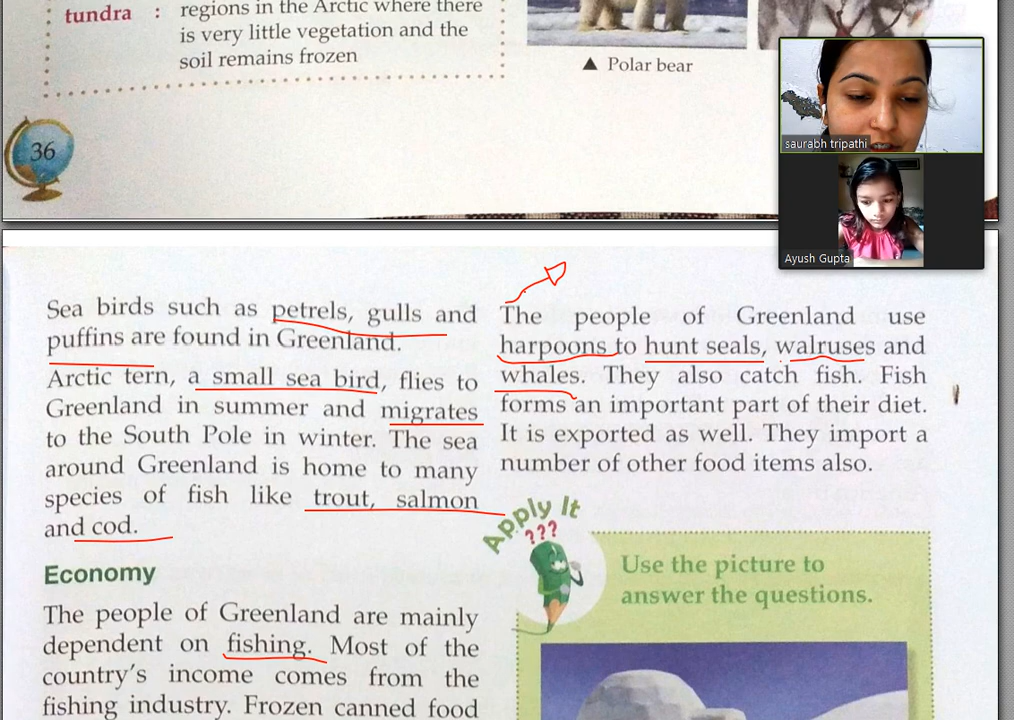 tundra : regions in the Arctic where there
is very little vegetation and the
soil remains frozen
▲ Polar bear
saurabh tripathi
Ayush Gupta
36
Sea birds such as petrels, gulls and
puffins are found in Greenland.
Arctic tern, a small sea bird, flies to
Greenland in summer and migrates
to the South Pole in winter. The sea
around Greenland is home to many
species of fish like trout, salmon
and cod.
Economy
The people of Greenland are mainly
dependent on fishing. Most of the
country's income comes from the
fishing industry. Frozen canned food
The people of Greenland use
harpoons to hunt seals, walruses and
whales. They also catch fish. Fish
forms an important part of their diet.
It is exported as well. They import a
number of other food items also.
Apply It
???
Use the picture to
answer the questions.